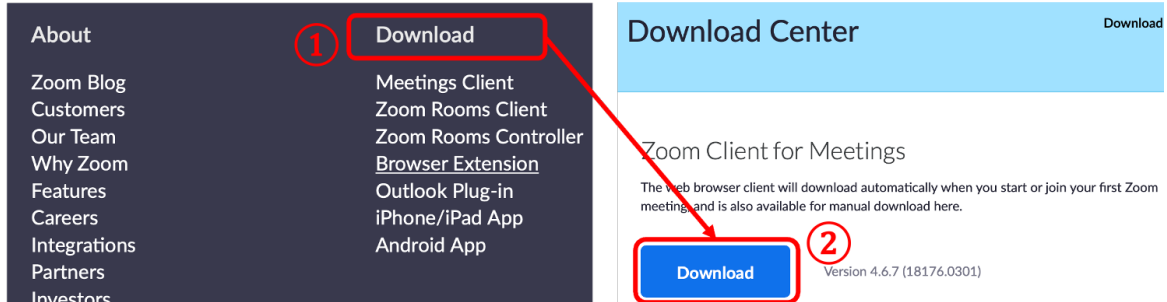 About
Zoom Blog
Customers
Our Team
Why Zoom
Features
Careers
Integrations
Partners
Investors
①
Download
Meetings Client
Zoom Rooms Client
Zoom Rooms Controller
Browser Extension
Outlook Plug-in
iPhone/iPad App
Android App
Download Center
Download
Zoom Client for Meetings
The web browser client will download automatically when you start or join your first Zoom
meeting, and is also available for manual download here.
②
Download
Version 4.6.7 (18176.0301)